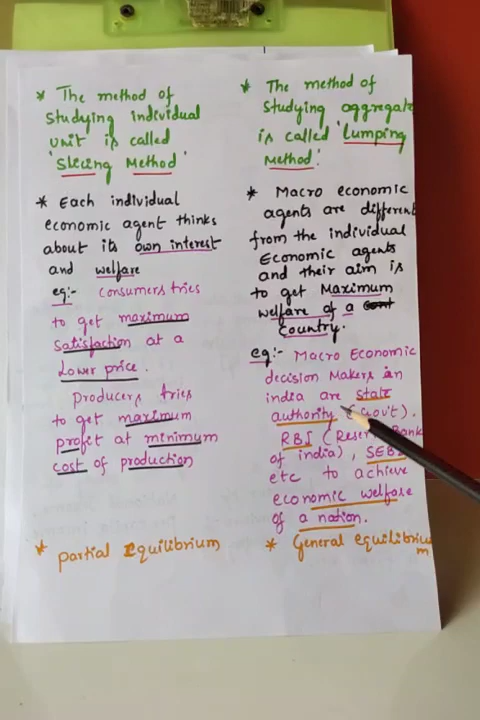 * The method of
studying individual
unit is called
'Slicing Method'
* Each individual
economic agent thinks
about its own interest
and welfare
eg:- Consumers tries
to get maximum
satisfaction at a
Lower price.
Producers tries
to get maximum
profit at minimum
cost of production
* Partial Equilibrium
* The method of
Studying aggregate
is called 'Lumping
Method'.
* Macro economic
agents are different
from the individual
Economic agents
and their aim is
to get Maximum
welfare of a
Country.
eg:- Macro Economic
decision Makers in
india are state
authority (Gov't).
RBI (Reserve Bank
of india), SEBI
etc to achieve
economic welfare
of a nation.
* General equilibriu
m